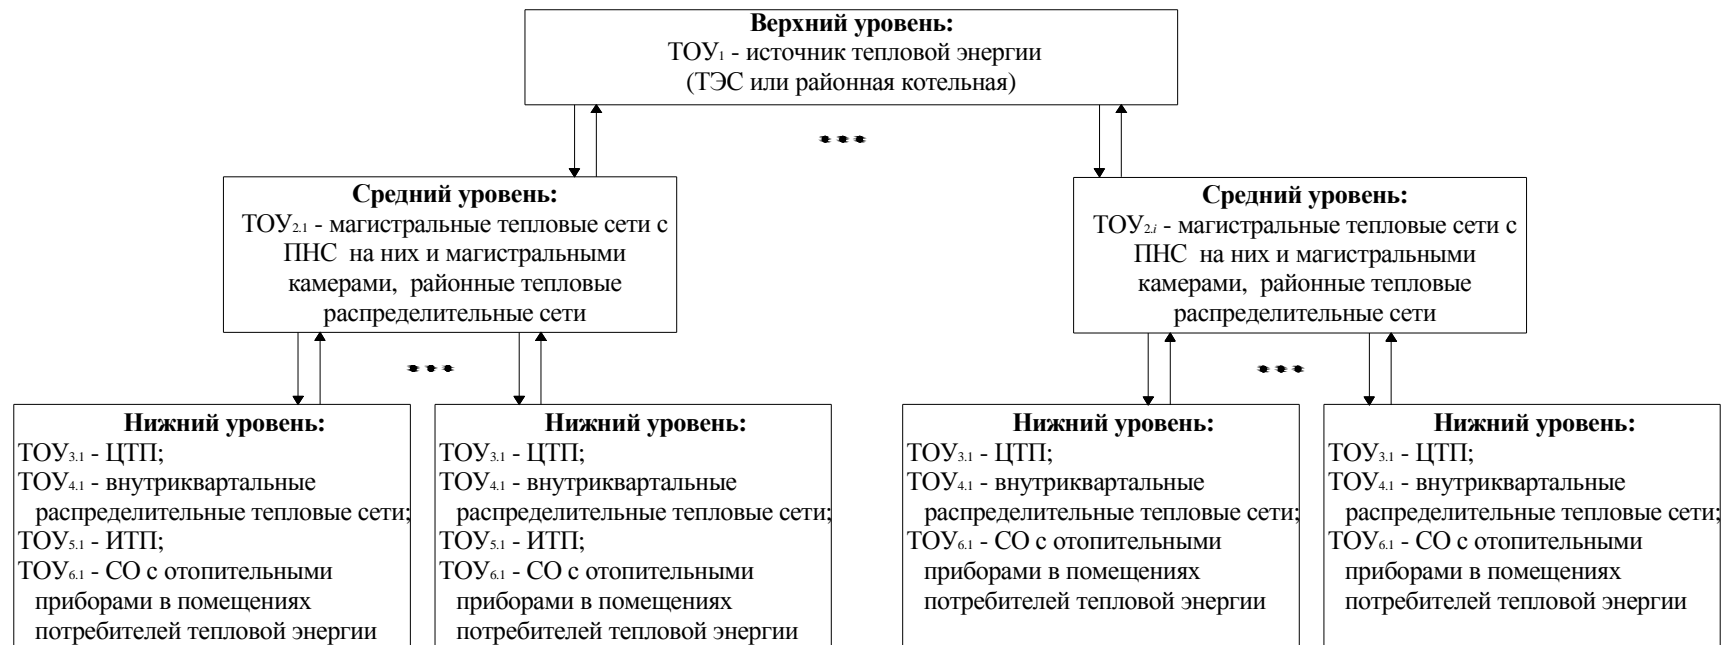 Верхний уровень:
ТОУ₁ - источник тепловой энергии
(ТЭС или районная котельная)
Средний уровень:
ТОУ₂.₁ - магистральные тепловые сети с
ПНС на них и магистральными
камерами, районные тепловые
распределительные сети
Средний уровень:
ТОУ₂.ᵢ - магистральные тепловые сети с
ПНС на них и магистральными
камерами, районные тепловые
распределительные сети
Нижний уровень:
ТОУ₃.₁ - ЦТП;
ТОУ₄.₁ - внутриквартальные
распределительные тепловые сети;
ТОУ₅.₁ - ИТП;
ТОУ₆.₁ - СО с отопительными
приборами в помещениях
потребителей тепловой энергии
Нижний уровень:
ТОУ₃.₁ - ЦТП;
ТОУ₄.₁ - внутриквартальные
распределительные тепловые сети;
ТОУ₅.₁ - ИТП;
ТОУ₆.₁ - СО с отопительными
приборами в помещениях
потребителей тепловой энергии
Нижний уровень:
ТОУ₃.₁ - ЦТП;
ТОУ₄.₁ - внутриквартальные
распределительные тепловые сети;
ТОУ₆.₁ - СО с отопительными
приборами в помещениях
потребителей тепловой энергии
Нижний уровень:
ТОУ₃.₁ - ЦТП;
ТОУ₄.₁ - внутриквартальные
распределительные тепловые сети;
ТОУ₆.₁ - СО с отопительными
приборами в помещениях
потребителей тепловой энергии